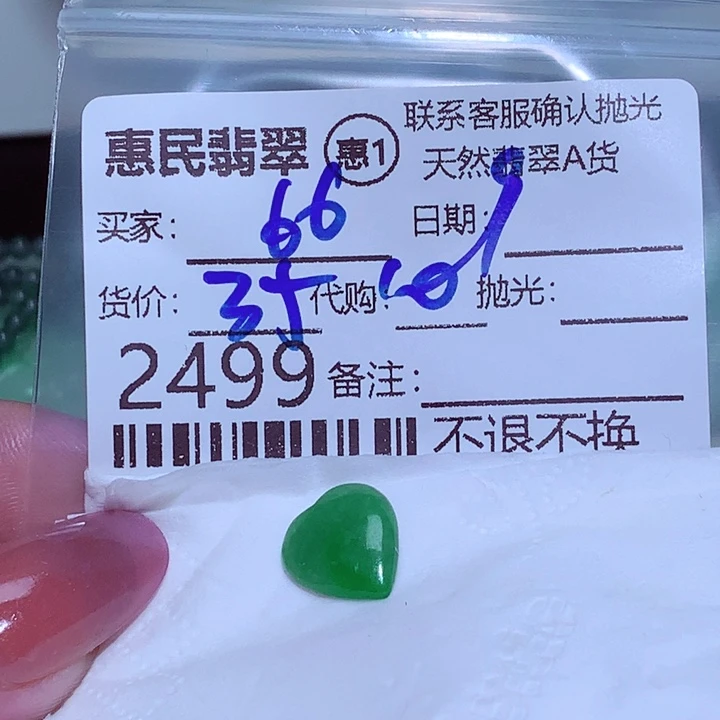 惠民翡翠 惠1
联系客服确认抛光
天然翡翠A货
买家: 66 日期:
货价: 35 代购: 抛光:
2499 备注:
不退不换